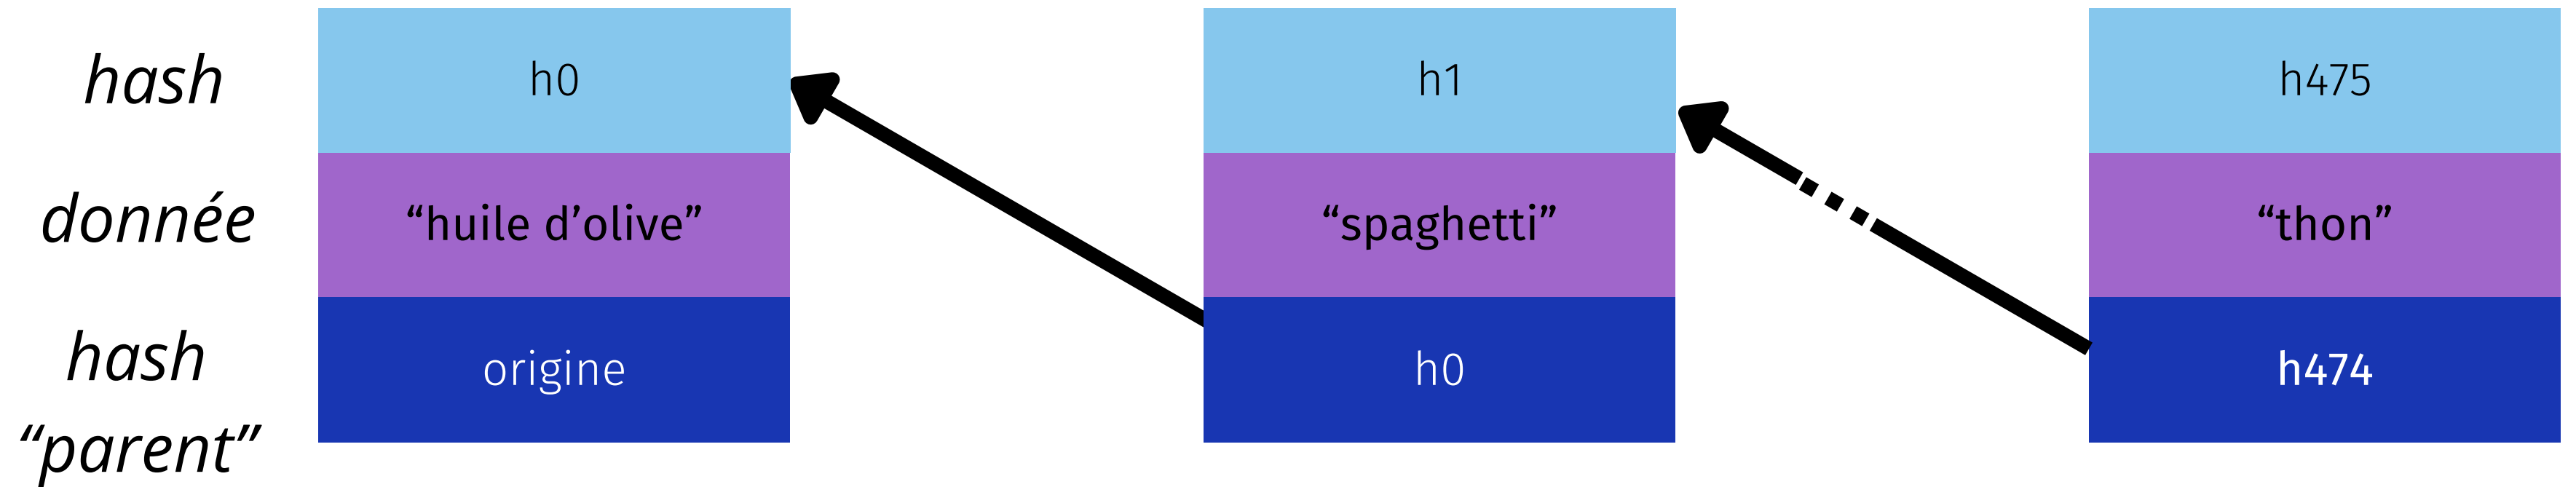 hash
h0
h1
h475
donnée
“huile d’olive”
“spaghetti”
“thon”
hash
“parent”
origine
h0
h474